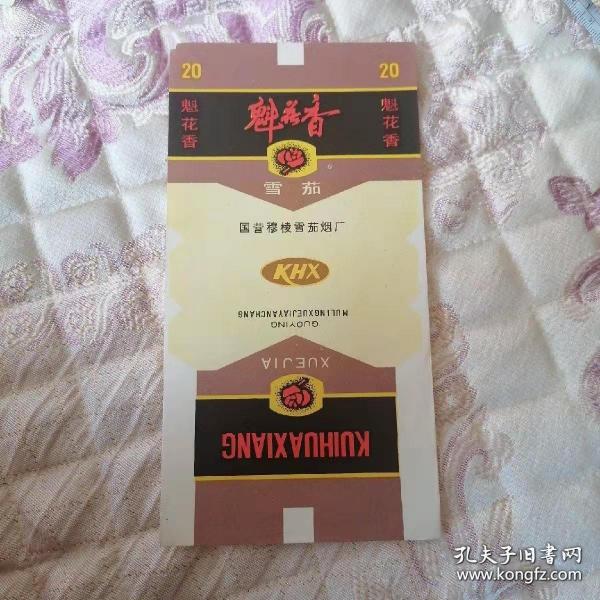 20
20
魁花香
魁花香
魁花香
雪茄
国营穆棱雪茄烟厂
KHX
GUOYING
MULINGXUEJIAYANCHANG
XUEJIA
KUIHUAXIANG
孔夫子旧书网
www.kongfz.com